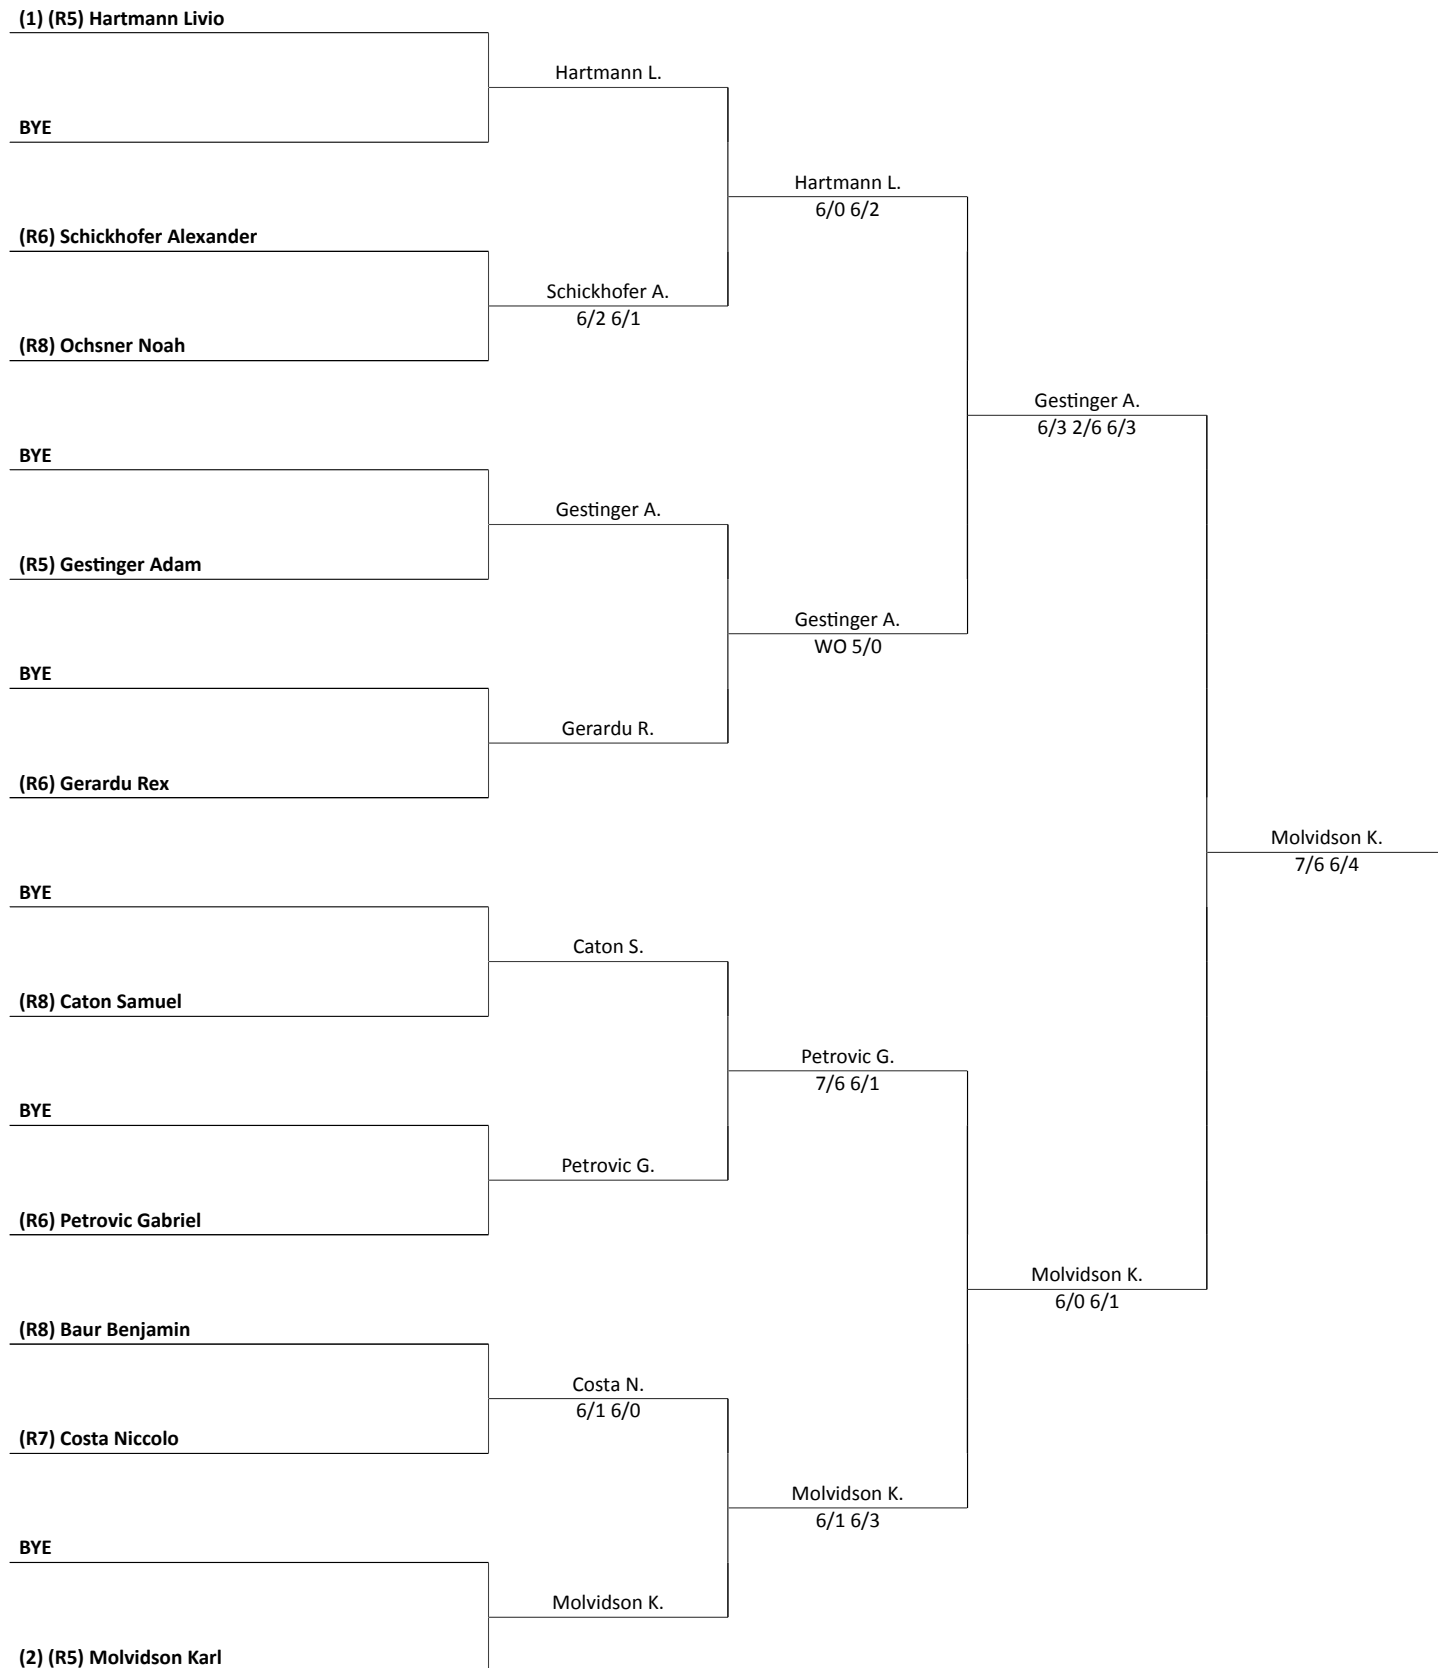 (1) (R5) Hartmann Livio
Hartmann L.
BYE
Hartmann L.
6/0 6/2
(R6) Schickhofer Alexander
Schickhofer A.
6/2 6/1
(R8) Ochsner Noah
Gestinger A.
6/3 2/6 6/3
BYE
Gestinger A.
(R5) Gestinger Adam
Gestinger A.
WO 5/0
BYE
Gerardu R.
(R6) Gerardu Rex
Molvidson K.
7/6 6/4
BYE
Caton S.
(R8) Caton Samuel
Petrovic G.
7/6 6/1
BYE
Petrovic G.
(R6) Petrovic Gabriel
Molvidson K.
6/0 6/1
(R8) Baur Benjamin
Costa N.
6/1 6/0
(R7) Costa Niccolo
Molvidson K.
6/1 6/3
BYE
Molvidson K.
(2) (R5) Molvidson Karl